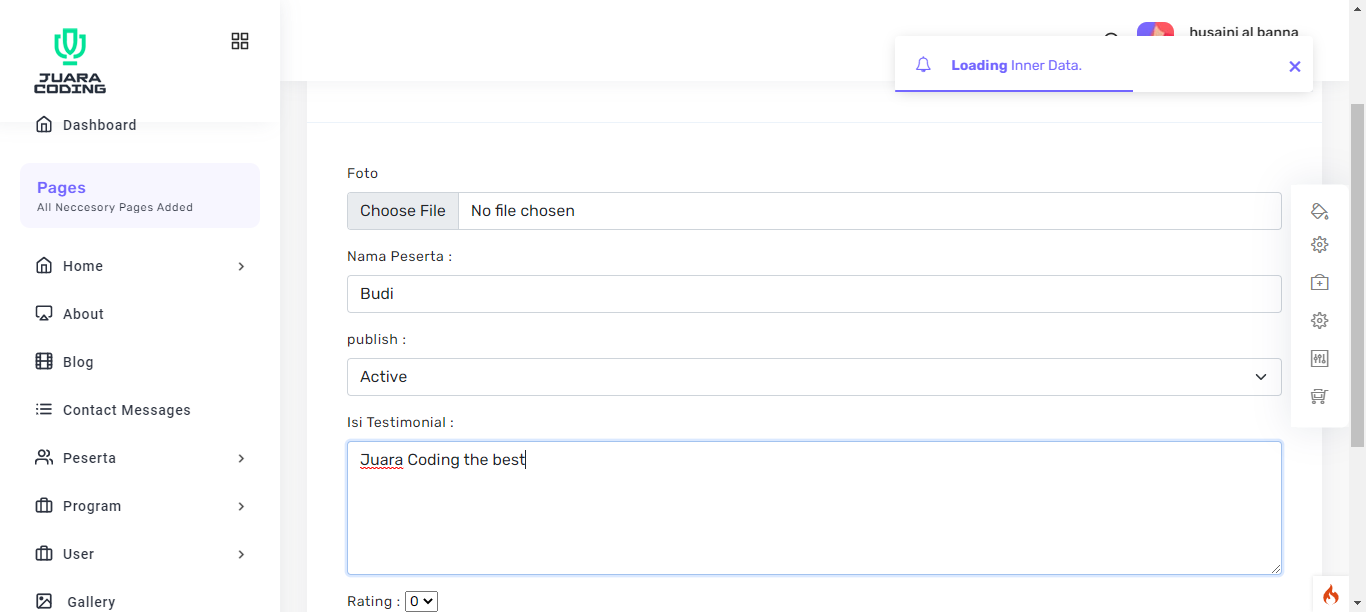 JUARA
CODING
Dashboard
Pages
All Neccesory Pages Added
Home
About
Blog
Contact Messages
Peserta
Program
User
Gallery
husaini al banna
Loading Inner Data.
Foto
Choose File No file chosen
Nama Peserta :
Budi
publish :
Active
Isi Testimonial :
Juara Coding the best
Rating : 0